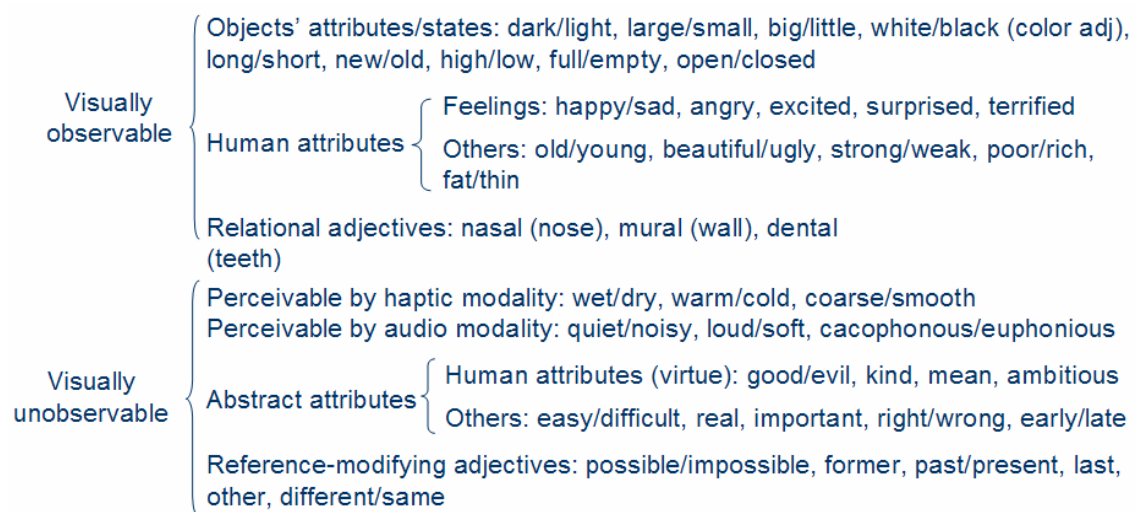 Objects' attributes/states: dark/light, large/small, big/little, white/black (color adj),
long/short, new/old, high/low, full/empty, open/closed
Visually
observable
Human attributes
Feelings: happy/sad, angry, excited, surprised, terrified
Others: old/young, beautiful/ugly, strong/weak, poor/rich,
fat/thin
Relational adjectives: nasal (nose), mural (wall), dental
(teeth)
Visually
unobservable
Perceivable by haptic modality: wet/dry, warm/cold, coarse/smooth
Perceivable by audio modality: quiet/noisy, loud/soft, cacophonous/euphonious
Abstract attributes
Human attributes (virtue): good/evil, kind, mean, ambitious
Others: easy/difficult, real, important, right/wrong, early/late
Reference-modifying adjectives: possible/impossible, former, past/present, last,
other, different/same